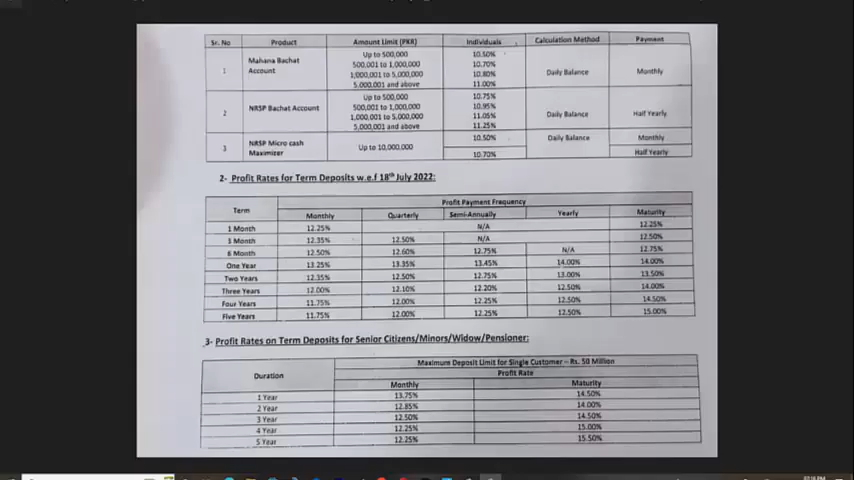 Sr. No Product Amount Limit (PKR) Individuals Calculation Method Payment
1 Mahana Bachat Account Up to 500,000 10.50% Daily Balance Monthly
500,001 to 1,000,000 10.70%
1,000,001 to 5,000,000 10.80%
5,000,001 and above 11.00%
2 NRSP Bachat Account Up to 500,000 10.75% Daily Balance Half Yearly
500,001 to 1,000,000 10.95%
1,000,001 to 5,000,000 11.05%
5,000,001 and above 11.25%
3 NRSP Micro cash Maximizer Up to 10,000,000 10.50% Daily Balance Monthly
10.70% Half Yearly
2- Profit Rates for Term Deposits w.e.f 18th July 2022:
Term Profit Payment Frequency
Monthly Quarterly Semi-Annually Yearly Maturity
1 Month 12.25% N/A 12.25%
3 Month 12.35% 12.50% N/A 12.50%
6 Month 12.50% 12.60% 12.75% N/A 12.75%
One Year 13.25% 13.35% 13.45% 14.00% 14.00%
Two Years 12.35% 12.50% 12.75% 13.00% 13.50%
Three Years 12.00% 12.10% 12.20% 12.50% 14.00%
Four Years 11.75% 12.00% 12.25% 12.50% 14.50%
Five Years 11.75% 12.00% 12.25% 12.50% 15.00%
3- Profit Rates on Term Deposits for Senior Citizens/Minors/Widow/Pensioner:
Duration Maximum Deposit Limit for Single Customer – Rs. 50 Million
Profit Rate
Monthly Maturity
1 Year 13.75% 14.50%
2 Year 12.85% 14.00%
3 Year 12.50% 14.50%
4 Year 12.25% 15.00%
5 Year 12.25% 15.50%